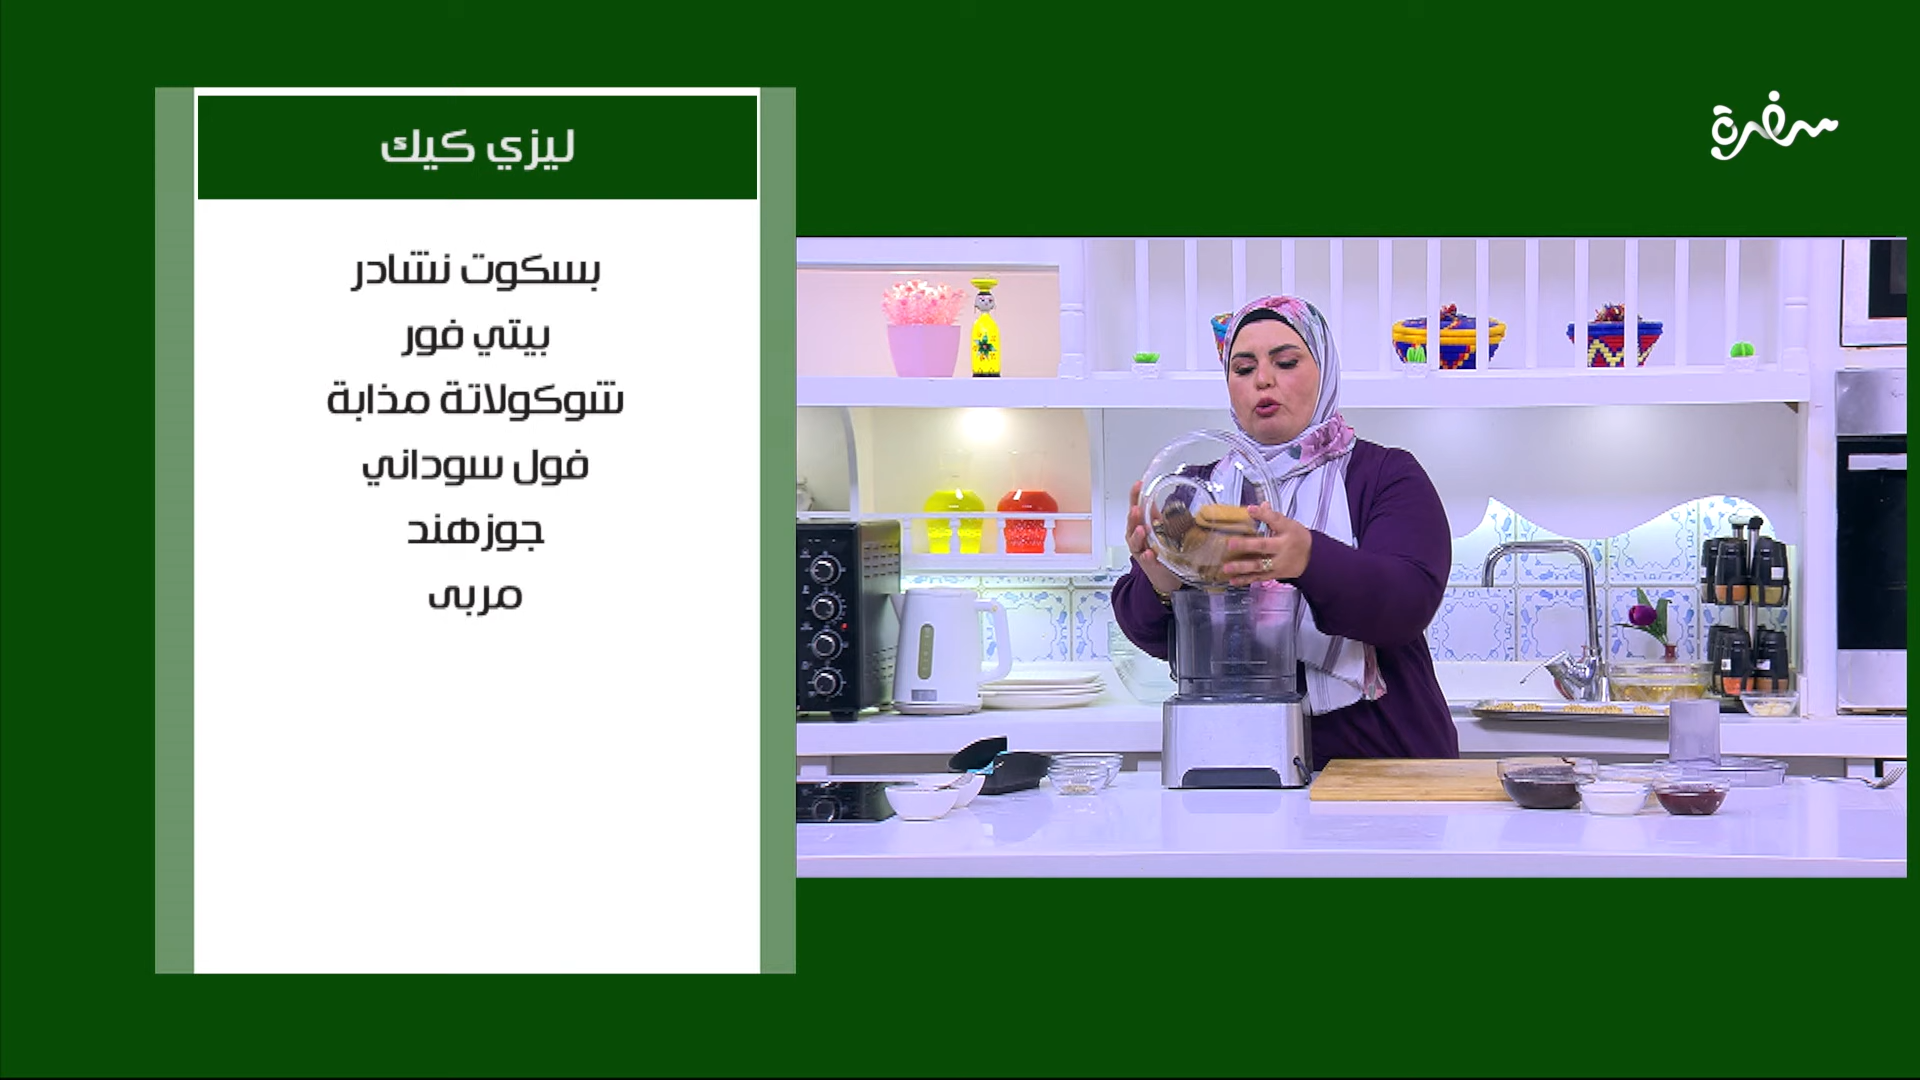 سفرة
ليزي كيك
بسكوت نشادر
بيتي فور
شوكولاتة مذابة
فول سوداني
جوزهند
مربى